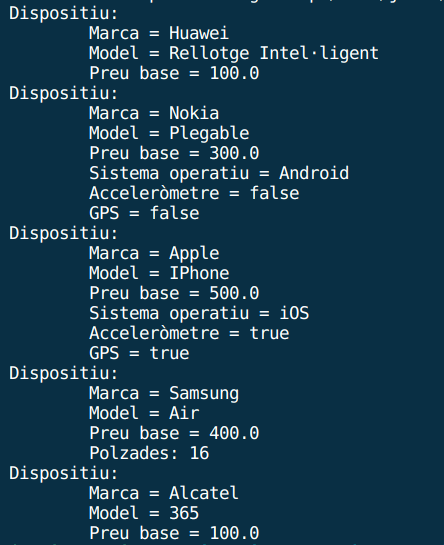 Dispositiu:
Marca = Huawei
Model = Rellotge Intel·ligent
Preu base = 100.0
Dispositiu:
Marca = Nokia
Model = Plegable
Preu base = 300.0
Sistema operatiu = Android
Acceleròmetre = false
GPS = false
Dispositiu:
Marca = Apple
Model = IPhone
Preu base = 500.0
Sistema operatiu = iOS
Acceleròmetre = true
GPS = true
Dispositiu:
Marca = Samsung
Model = Air
Preu base = 400.0
Polzades: 16
Dispositiu:
Marca = Alcatel
Model = 365
Preu base = 100.0